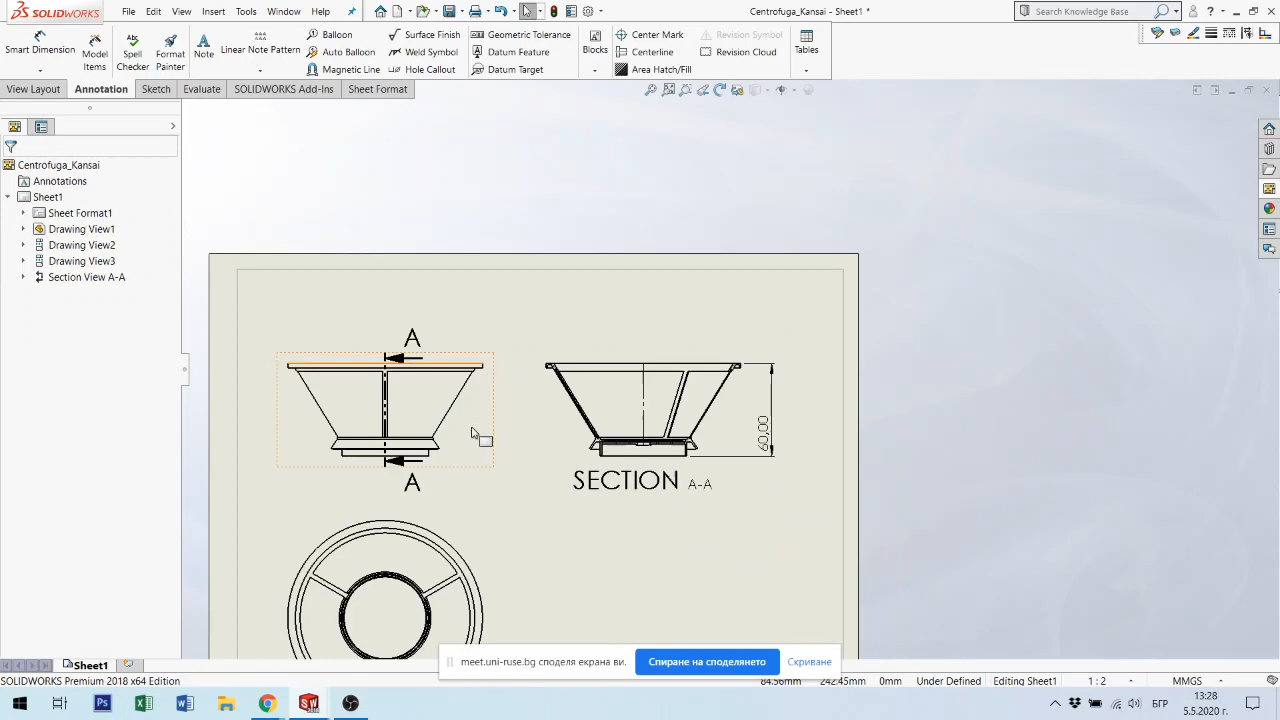 SOLIDWORKS File Edit View Insert Tools Window Help Centrofuga_Kansai - Sheet1 * Search Knowledge Base ?
Smart Dimension Model Items Spell Checker Format Painter Note Linear Note Pattern Balloon Auto Balloon Magnetic Line Surface Finish Weld Symbol Hole Callout Geometric Tolerance Datum Feature Datum Target Blocks Center Mark Centerline Area Hatch/Fill Revision Symbol Revision Cloud Tables
View Layout Annotation Sketch Evaluate SOLIDWORKS Add-Ins Sheet Format
Centrofuga_Kansai
Annotations
Sheet1
Sheet Format1
Drawing View1
Drawing View2
Drawing View3
Section View A-A
A
A
60,00
SECTION A-A
meet.uni-ruse.bg споделя екрана ви. Спиране на споделянето Скриване
Sheet1
SOLIDWORKS Premium 2018 x64 Edition 84.56mm 242.45mm 0mm Under Defined Editing Sheet1 1 : 2 MMGS
Ps БГР 13:28
5.5.2020 г.